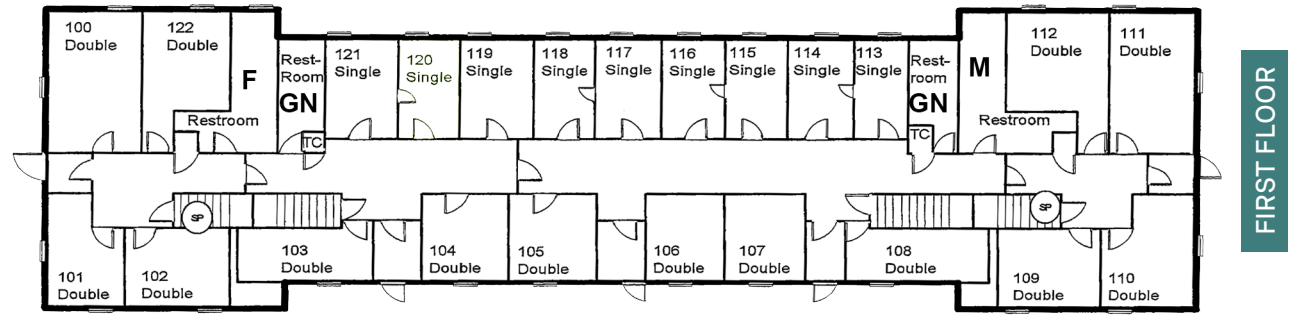 100
Double
122
Double
F
Rest-
Room
GN
121
Single
120
Single
119
Single
118
Single
117
Single
116
Single
115
Single
114
Single
113
Single
Rest-
room
GN
M
112
Double
111
Double
Restroom
TC
TC
Restroom
SP
SP
101
Double
102
Double
103
Double
104
Double
105
Double
106
Double
107
Double
108
Double
109
Double
110
Double
FIRST FLOOR